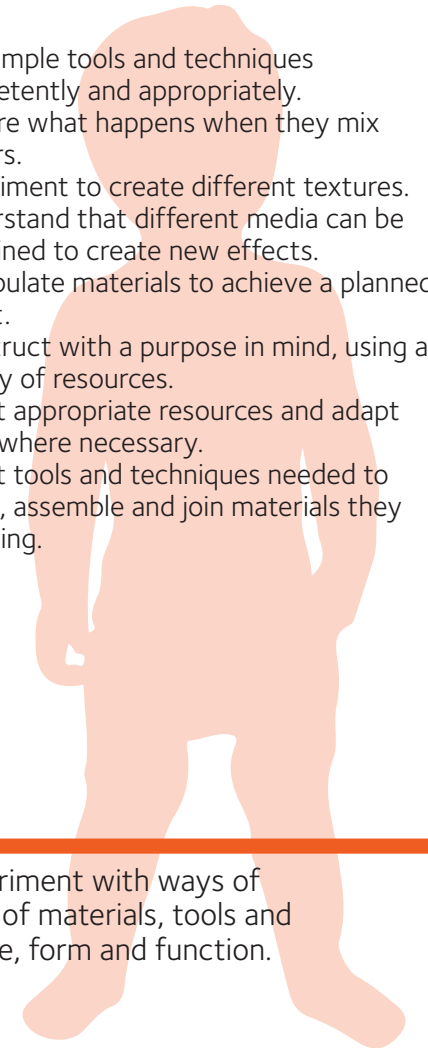 mple tools and techniques
etently and appropriately.
re what happens when they mix
rs.
iment to create different textures.
rstand that different media can be
ined to create new effects.
pulate materials to achieve a planned
t.
truct with a purpose in mind, using a
y of resources.
t appropriate resources and adapt
where necessary.
t tools and techniques needed to
, assemble and join materials they
ing.
riment with ways of
of materials, tools and
e, form and function.